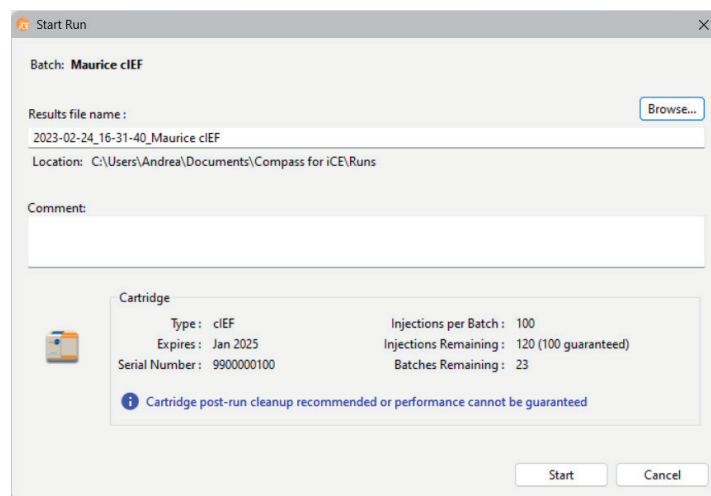 Start Run
Batch: Maurice cIEF
Results file name :
Browse...
2023-02-24_16-31-40_Maurice cIEF
Location: C:\Users\Andrea\Documents\Compass for iCE\Runs
Comment:
Cartridge
Type : cIEF Injections per Batch : 100
Expires : Jan 2025 Injections Remaining : 120 (100 guaranteed)
Serial Number : 9900000100 Batches Remaining : 23
Cartridge post-run cleanup recommended or performance cannot be guaranteed
Start Cancel